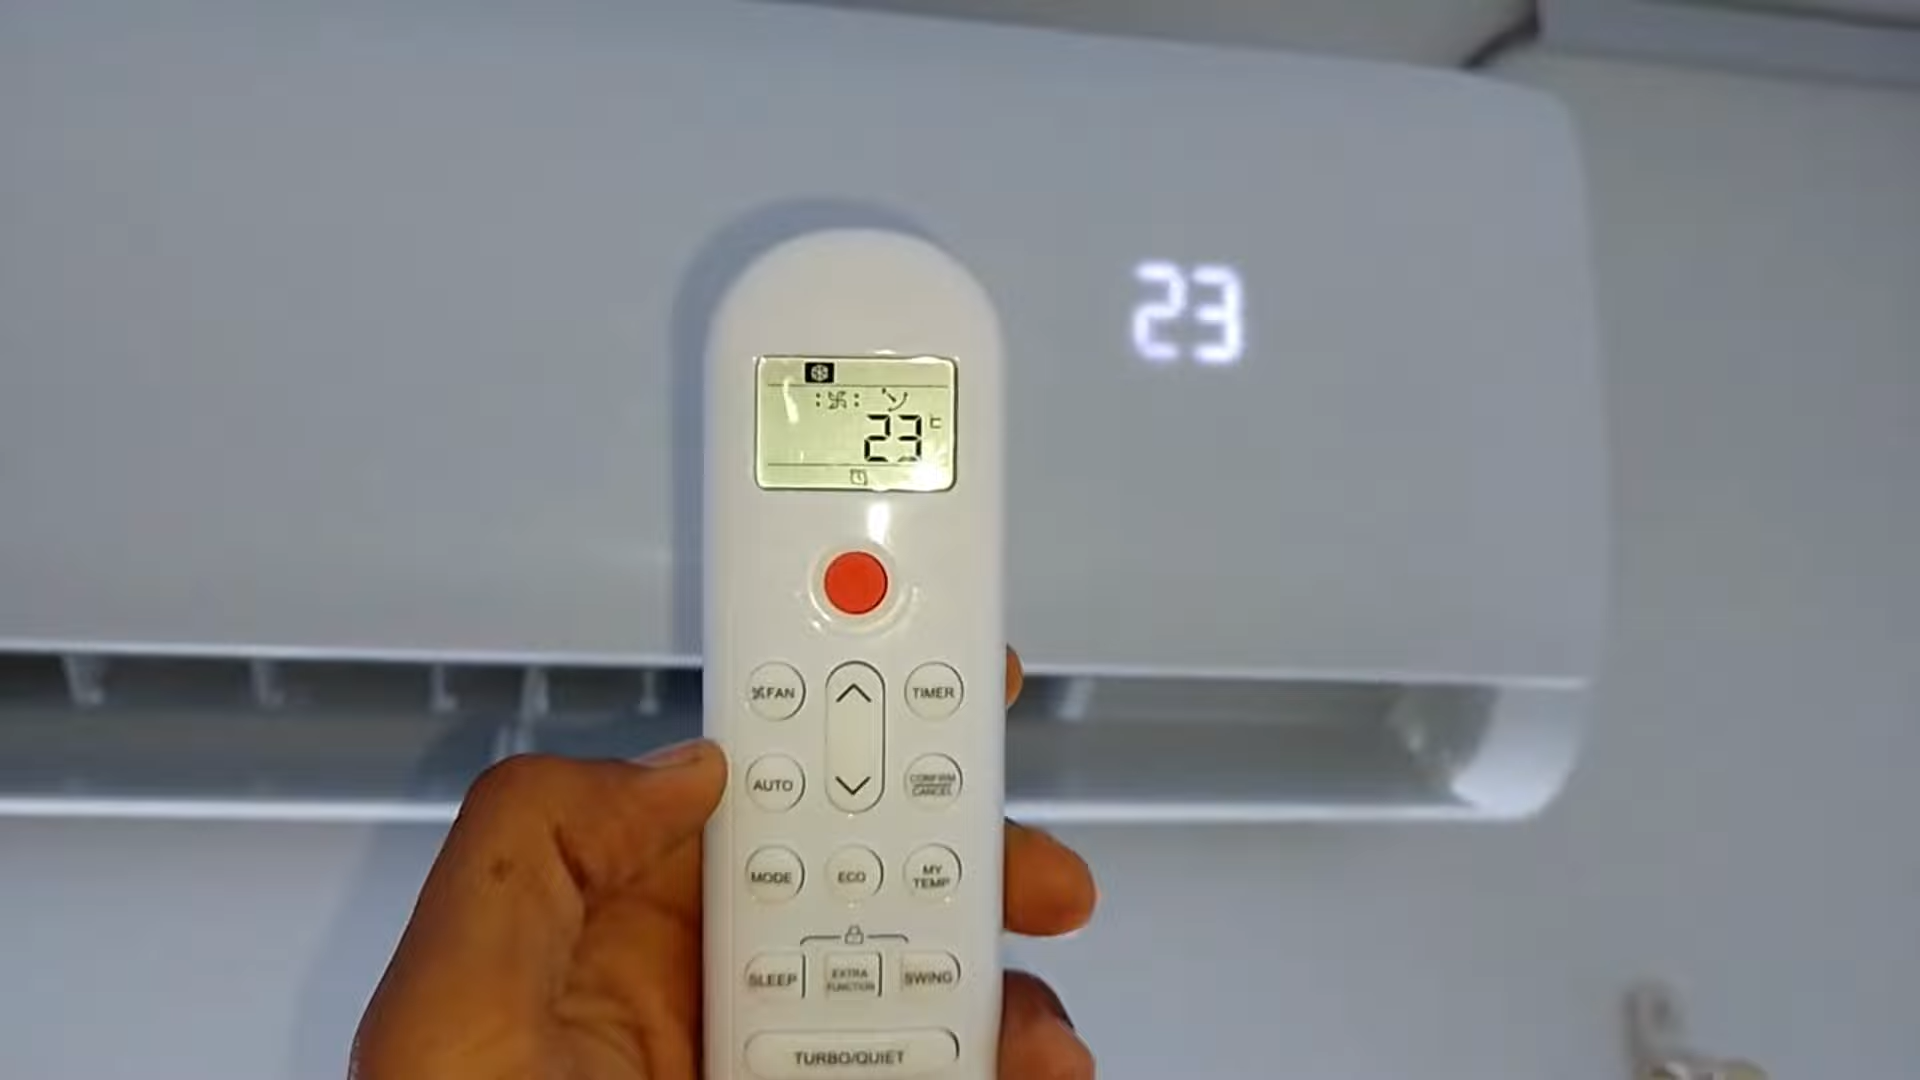 23
23 °C
FAN
TIMER
AUTO
CONFIRM
CANCEL
MODE
ECO
MY
TEMP
SLEEP
EXTRA
FUNCTION
SWING
TURBO/QUIET